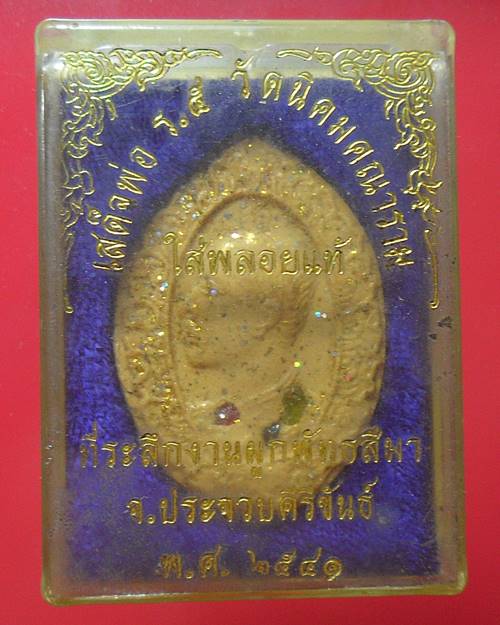 เสด็จพ่อ ร.๕ วัดนิคมคณาราม
ใส่พลอยแท้
ที่ระลึกงานผูกพัทธสีมา
จ.ประจวบคิรีขันธ์
พ.ศ. ๒๕๔๑